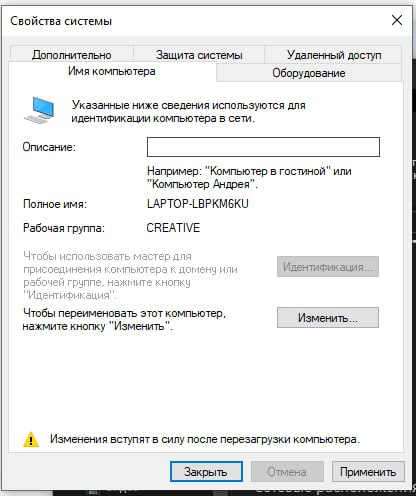 Свойства системы
Дополнительно
Защита системы
Удаленный доступ
Имя компьютера
Оборудование
Указанные ниже сведения используются для
идентификации компьютера в сети.
Описание:
Например: "Компьютер в гостиной" или
"Компьютер Андрея".
Полное имя:
LAPTOP-LBPKM6KU
Рабочая группа:
CREATIVE
Чтобы использовать мастер для
присоединения компьютера к домену или
рабочей группе, нажмите кнопку
"Идентификация".
Идентификация...
Чтобы переименовать этот компьютер,
нажмите кнопку "Изменить".
Изменить...
Изменения вступят в силу после перезагрузки компьютера.
Закрыть
Отмена
Применить